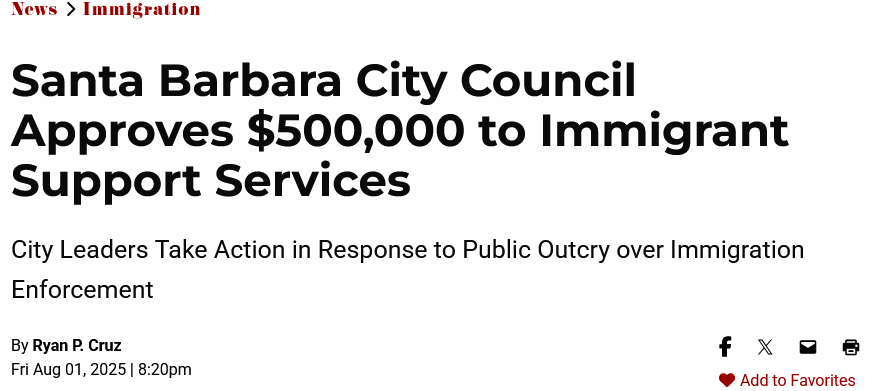 News > Immigration
Santa Barbara City Council
Approves $500,000 to Immigrant
Support Services
City Leaders Take Action in Response to Public Outcry over Immigration
Enforcement
By Ryan P. Cruz
Fri Aug 01, 2025 | 8:20pm
Add to Favorites